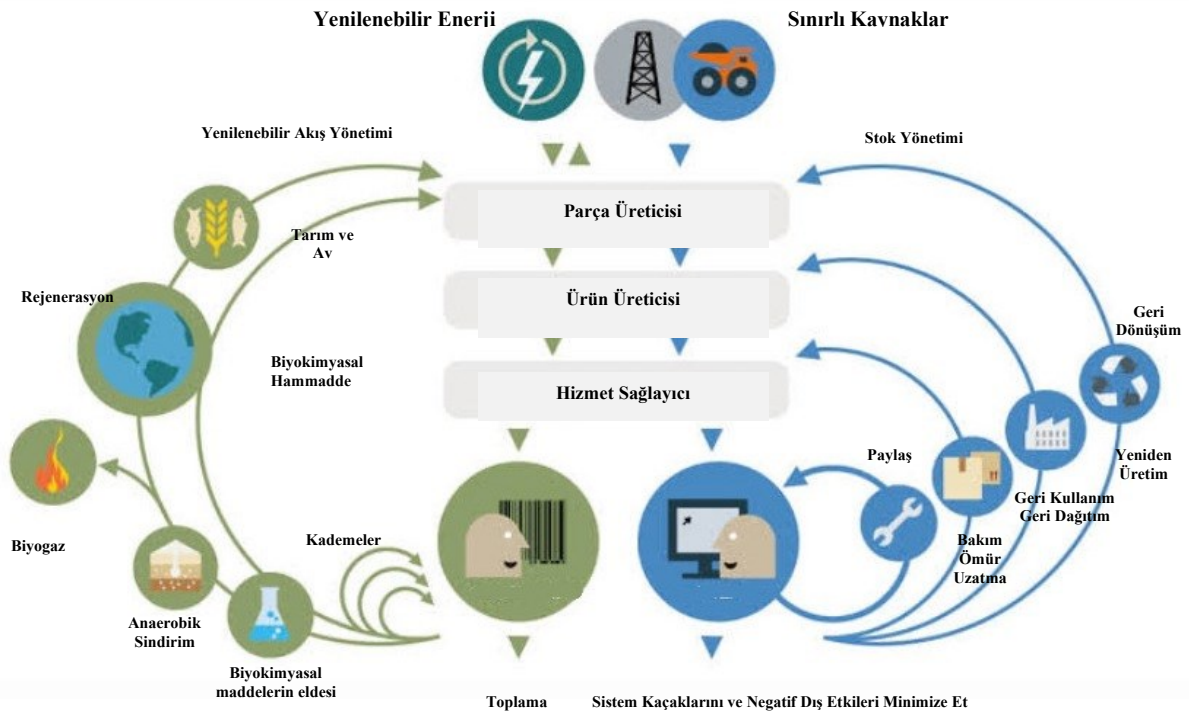 Yenilenebilir Enerji
Sınırlı Kaynaklar
Yenilenebilir Akış Yönetimi
Stok Yönetimi
Parça Üreticisi
Tarım ve
Av
Rejenerasyon
Ürün Üreticisi
Geri
Dönüşüm
Biyokimyasal
Hammadde
Hizmet Sağlayıcı
Paylaş
Yeniden
Üretim
Geri Kullanım
Geri Dağıtım
Biyogaz
Kademeler
Bakım
Ömür
Uzatma
Anaerobik
Sindirim
Biyokimyasal
maddelerin eldesi
Toplama
Sistem Kaçaklarını ve Negatif Dış Etkileri Minimize Et